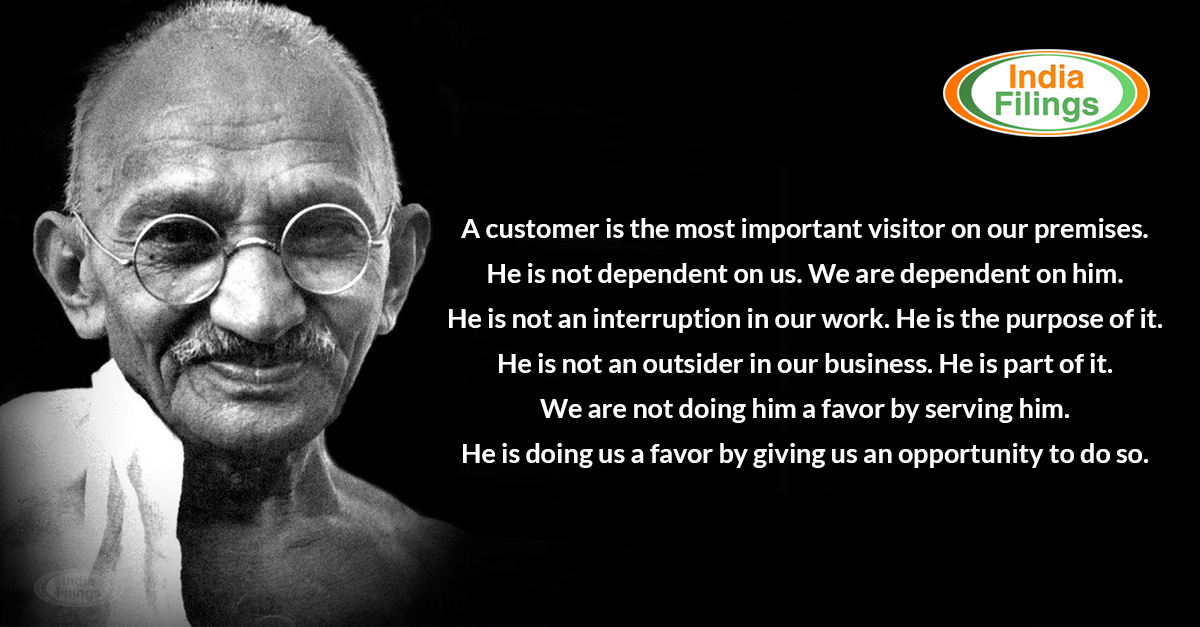 India
Filings
A customer is the most important visitor on our premises.
He is not dependent on us. We are dependent on him.
He is not an interruption in our work. He is the purpose of it.
He is not an outsider in our business. He is part of it.
We are not doing him a favor by serving him.
He is doing us a favor by giving us an opportunity to do so.
India
Filings